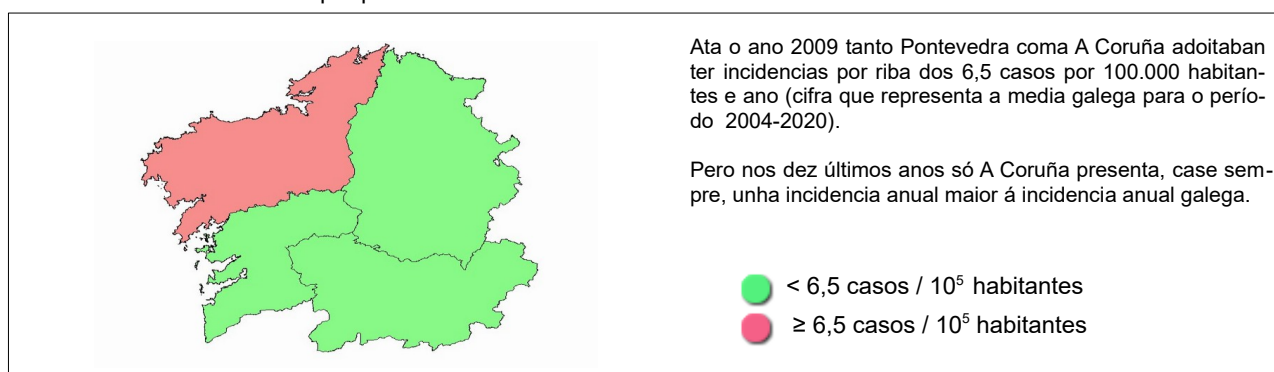 Ata o ano 2009 tanto Pontevedra coma A Coruña adoitaban
ter incidencias por riba dos 6,5 casos por 100.000 habitan-
tes e ano (cifra que representa a media galega para o perío-
do 2004-2020).
Pero nos dez últimos anos só A Coruña presenta, case sem-
pre, unha incidencia anual maior á incidencia anual galega.
< 6,5 casos / 10⁵ habitantes
≥ 6,5 casos / 10⁵ habitantes